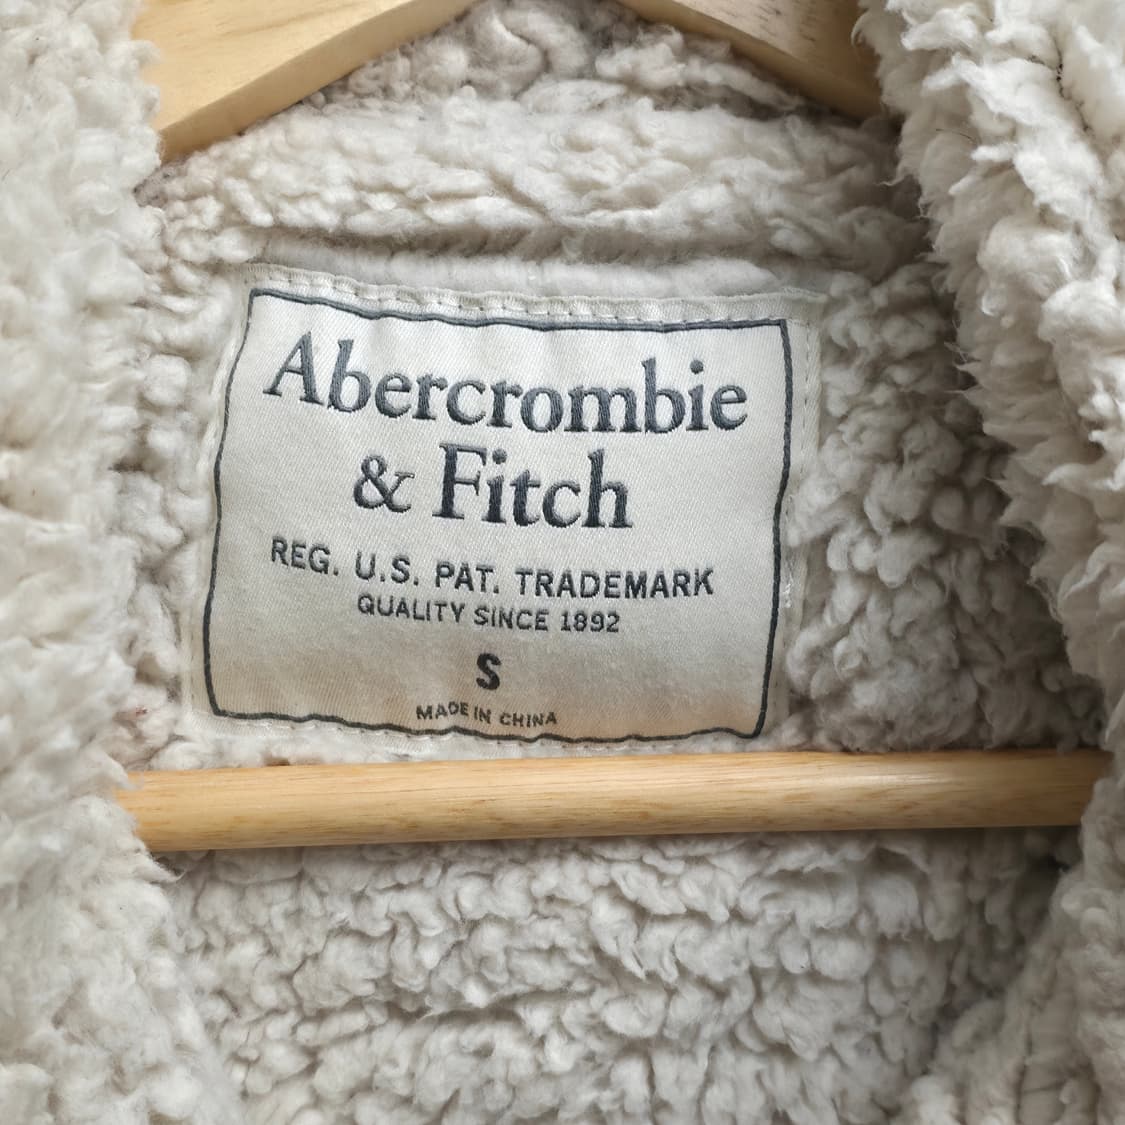 Abercrombie
& Fitch
REG. U.S. PAT. TRADEMARK
QUALITY SINCE 1892
S
MADE IN CHINA